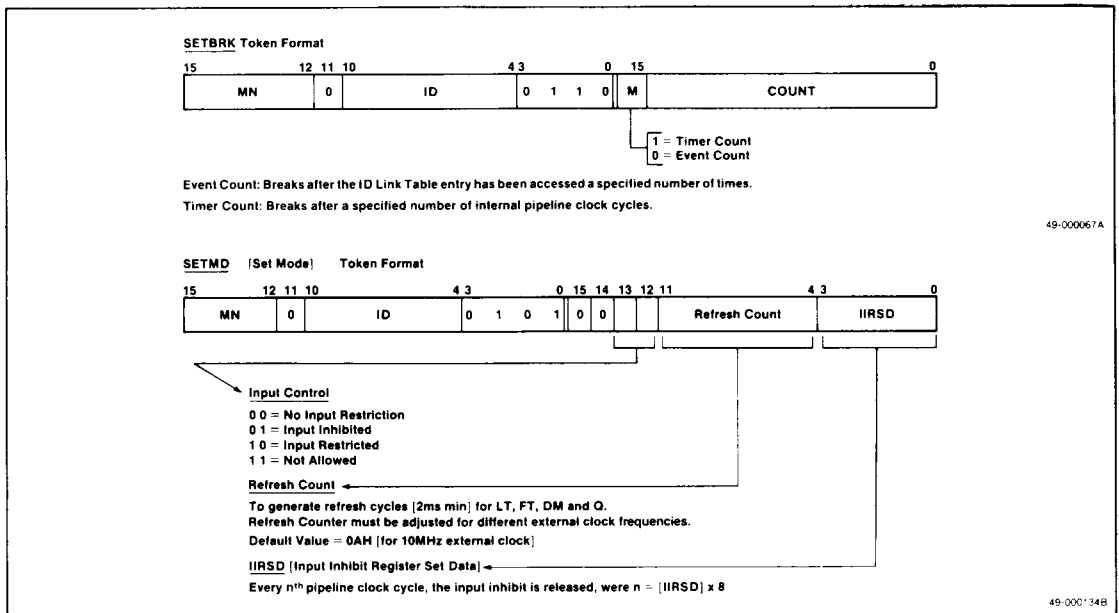 SETBRK Token Format
15 12 11 10 4 3 0 15 0
MN 0 ID 0 1 1 0 M COUNT
1 = Timer Count
0 = Event Count
Event Count: Breaks after the ID Link Table entry has been accessed a specified number of times.
Timer Count: Breaks after a specified number of internal pipeline clock cycles.
49-000067A
SETMD [Set Mode] Token Format
15 12 11 10 4 3 0 15 14 13 12 11 4 3 0
MN 0 ID 0 1 0 1 0 0 Refresh Count IIRSD
Input Control
0 0 = No Input Restriction
0 1 = Input Inhibited
1 0 = Input Restricted
1 1 = Not Allowed
Refresh Count
To generate refresh cycles [2ms min] for LT, FT, DM and Q.
Refresh Counter must be adjusted for different external clock frequencies.
Default Value = 0AH [for 10MHz external clock]
IIRSD [Input Inhibit Register Set Data]
Every nth pipeline clock cycle, the input inhibit is released, were n = [IIRSD] x 8